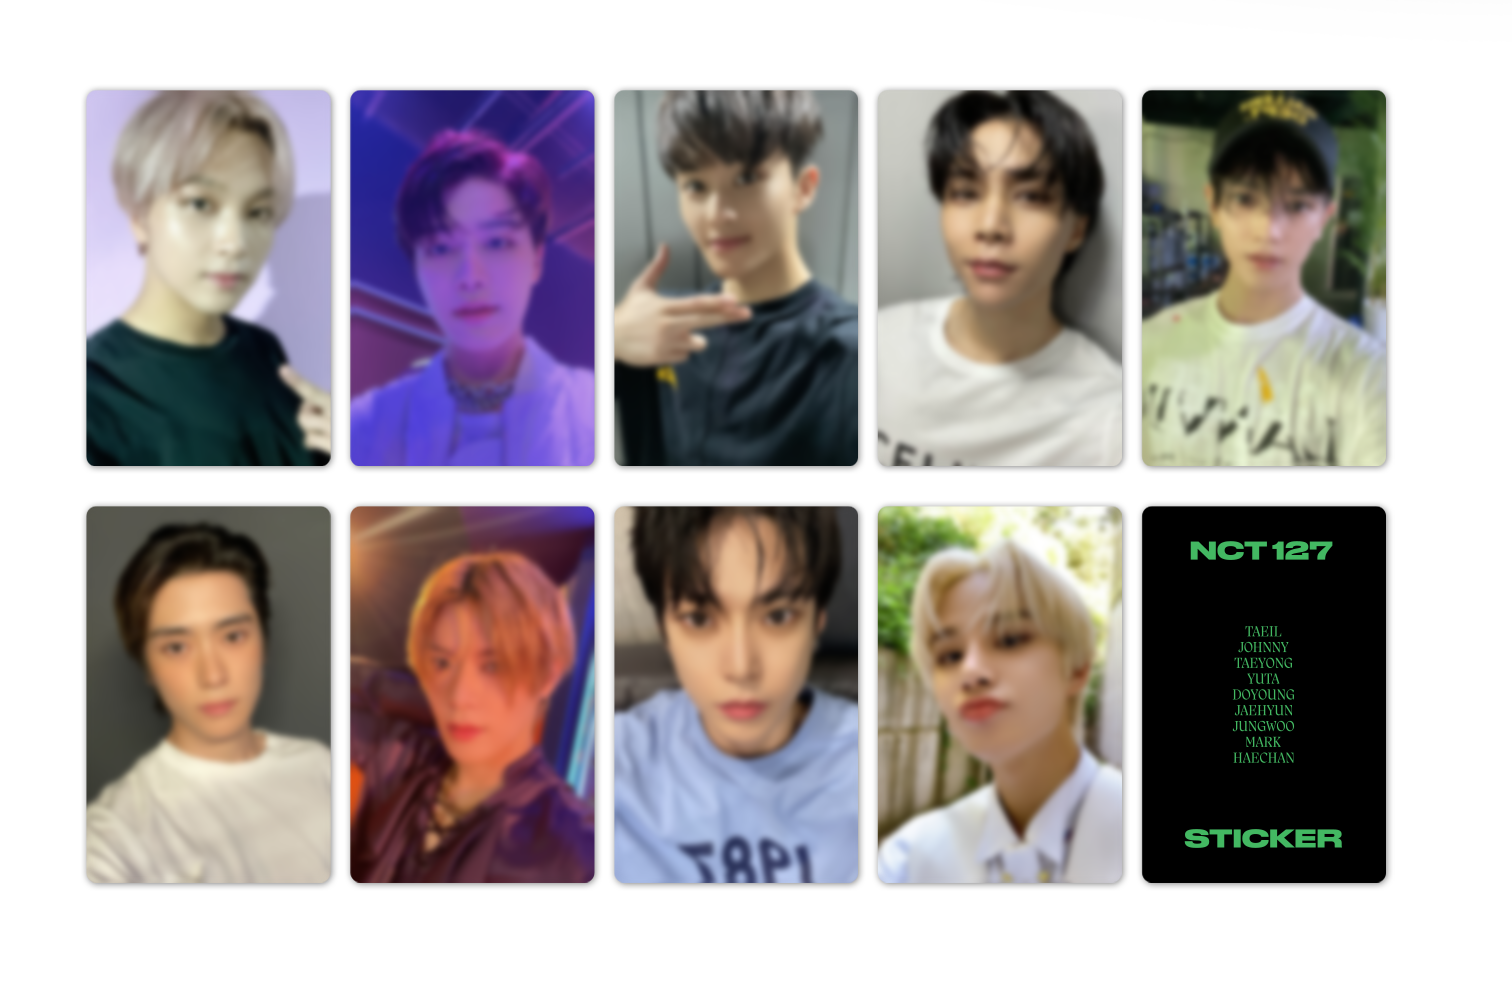 NCT 127
TAEIL
JOHNNY
TAEYONG
YUTA
DOYOUNG
JAEHYUN
JUNGWOO
MARK
HAECHAN
STICKER